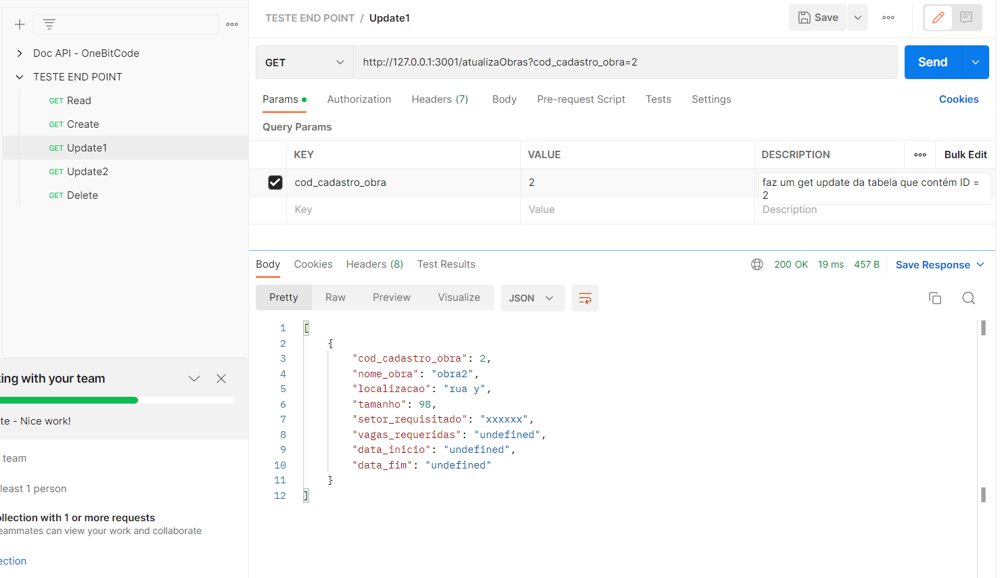 Doc API - OneBitCode
TESTE END POINT
GET Read
GET Create
GET Update1
GET Update2
GET Delete
king with your team
te - Nice work!
team
least 1 person
ollection with 1 or more requests
eammates can view your work and collaborate
ection
TESTE END POINT / Update1
Save
GET http://127.0.0.1:3001/atualizaObras?cod_cadastro_obra=2
Send
Params Authorization Headers (7) Body Pre-request Script Tests Settings Cookies
Query Params
KEY VALUE DESCRIPTION Bulk Edit
cod_cadastro_obra 2 faz um get update da tabela que contém ID =
2
Key Value Description
Body Cookies Headers (8) Test Results 200 OK 19 ms 457 B Save Response
Pretty Raw Preview Visualize JSON
1 [
2 {
3 "cod_cadastro_obra": 2,
4 "nome_obra": "obra2",
5 "localizacao": "rua y",
6 "tamanho": 98,
7 "setor_requisitado": "xxxxxx",
8 "vagas_requeridas": "undefined",
9 "data_inicio": "undefined",
10 "data_fim": "undefined"
11 }
12 ]